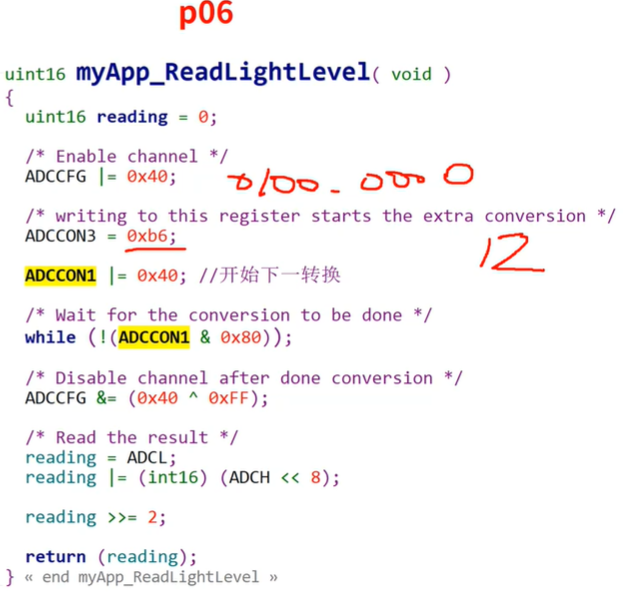 p06
uint16 myApp_ReadLightLevel( void )
{
uint16 reading = 0;
/* Enable channel */
ADCCFG |= 0x40; 0100-0000
/* writing to this register starts the extra conversion */
ADCCON3 = 0xb6; 12
ADCCON1 |= 0x40; //开始下一转换
/* Wait for the conversion to be done */
while (!(ADCCON1 & 0x80));
/* Disable channel after done conversion */
ADCCFG &= (0x40 ^ 0xFF);
/* Read the result */
reading = ADCL;
reading |= (int16) (ADCH << 8);
reading >>= 2;
return (reading);
} « end myApp_ReadLightLevel »